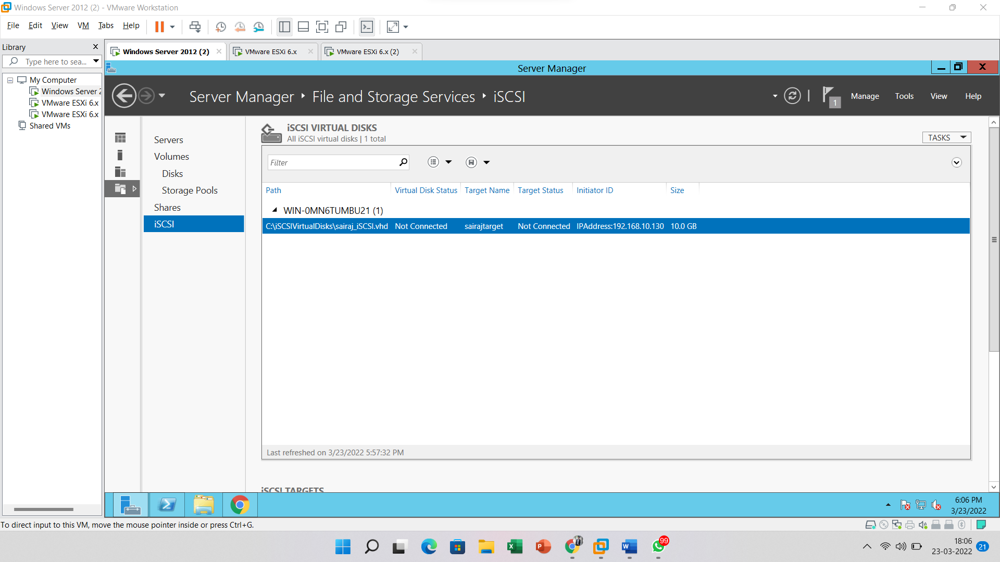 Windows Server 2012 (2) - VMware Workstation
File Edit View VM Tabs Help
Library
Type here to sea...
My Computer
Windows Server 2
VMware ESXi 6.x
VMware ESXi 6.x
Shared VMs
Windows Server 2012 (2)
VMware ESXi 6.x
VMware ESXi 6.x (2)
Server Manager
Server Manager File and Storage Services iSCSI
1
Manage Tools View Help
Servers
Volumes
Disks
Storage Pools
Shares
iSCSI
iSCSI VIRTUAL DISKS
All iSCSI virtual disks | 1 total
TASKS
Filter
Path Virtual Disk Status Target Name Target Status Initiator ID Size
WIN-0MN6TUMBU21 (1)
C:\iSCSIVirtualDisks\sairaj_iSCSI.vhd Not Connected sairajtarget Not Connected IPAddress:192.168.10.130 10.0 GB
Last refreshed on 3/23/2022 5:57:32 PM
iSCSI TARGETS
6:06 PM
3/23/2022
To direct input to this VM, move the mouse pointer inside or press Ctrl+G.
99
18:06
23-03-2022
21